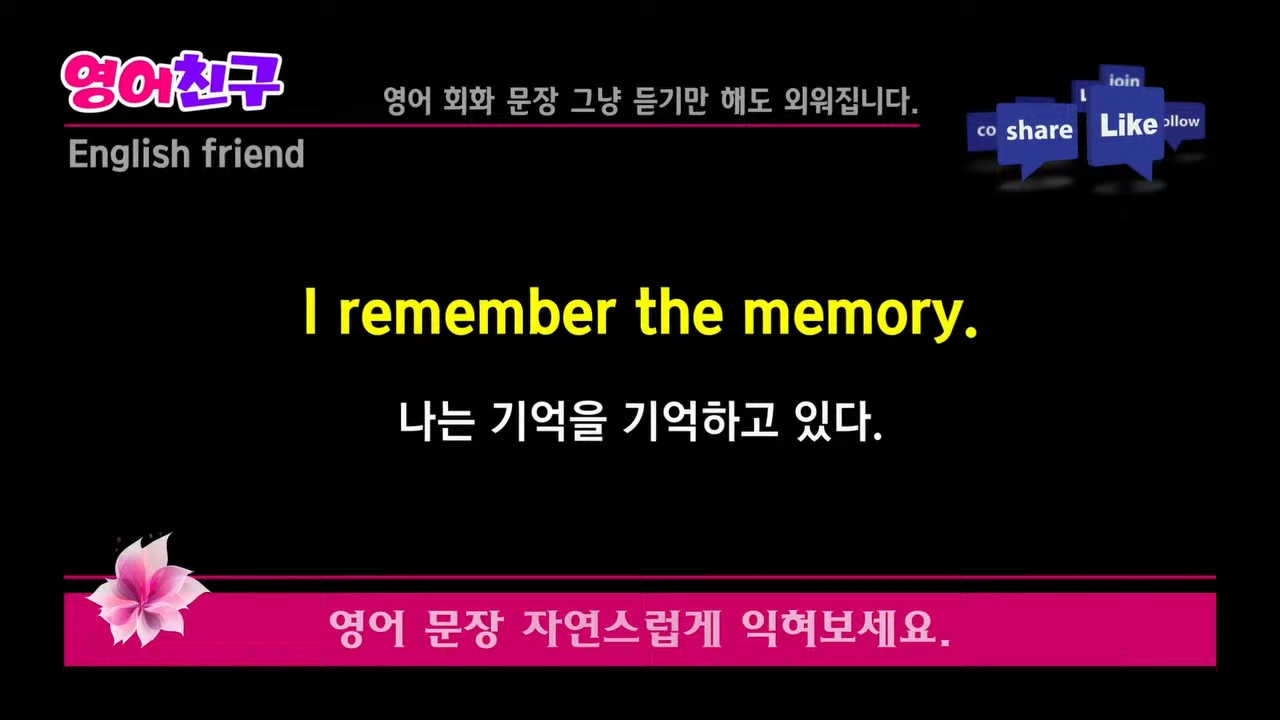 영어친구
영어 회화 문장 그냥 듣기만 해도 외워집니다.
English friend
join
share
Like
I remember the memory.
나는 기억을 기억하고 있다.
영어 문장 자연스럽게 익혀보세요.